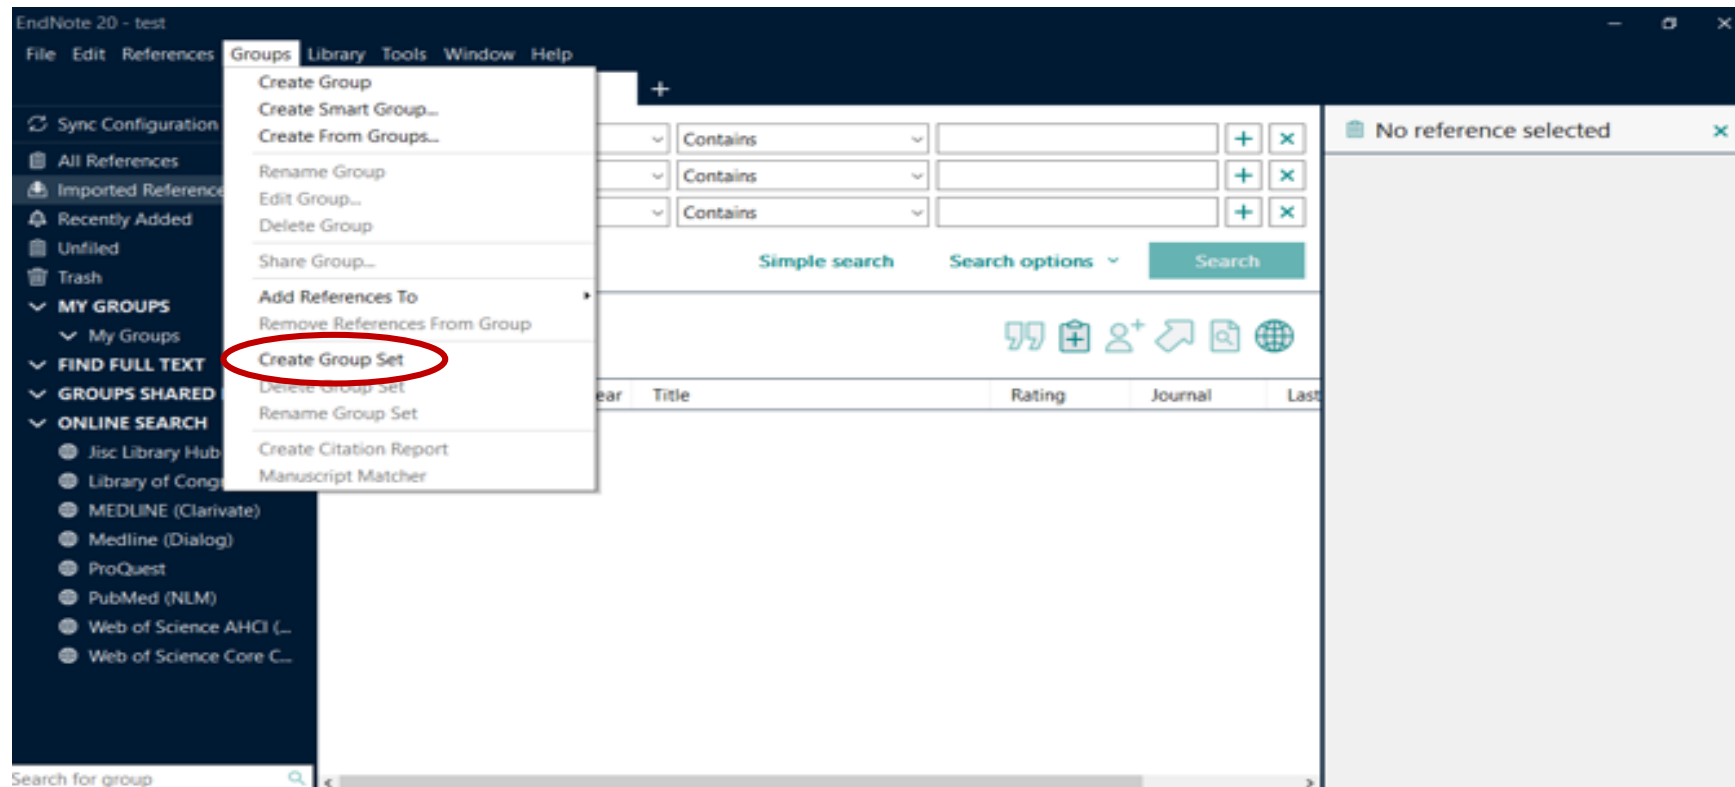 EndNote 20 - test
File Edit References Groups Library Tools Window Help
Create Group
Create Smart Group...
Create From Groups...
Rename Group
Edit Group...
Delete Group
Share Group...
Add References To
Remove References From Group
Create Group Set
Delete Group Set
Rename Group Set
Create Citation Report
Manuscript Matcher
Sync Configuration
All References
Imported Reference
Recently Added
Unfiled
Trash
MY GROUPS
My Groups
FIND FULL TEXT
GROUPS SHARED
ONLINE SEARCH
Jisc Library Hub
Library of Congr
MEDLINE (Clarivate)
Medline (Dialog)
ProQuest
PubMed (NLM)
Web of Science AHCI (...
Web of Science Core C...
Search for group
Contains
Contains
Contains
Simple search Search options Search
ear Title Rating Journal Last
No reference selected